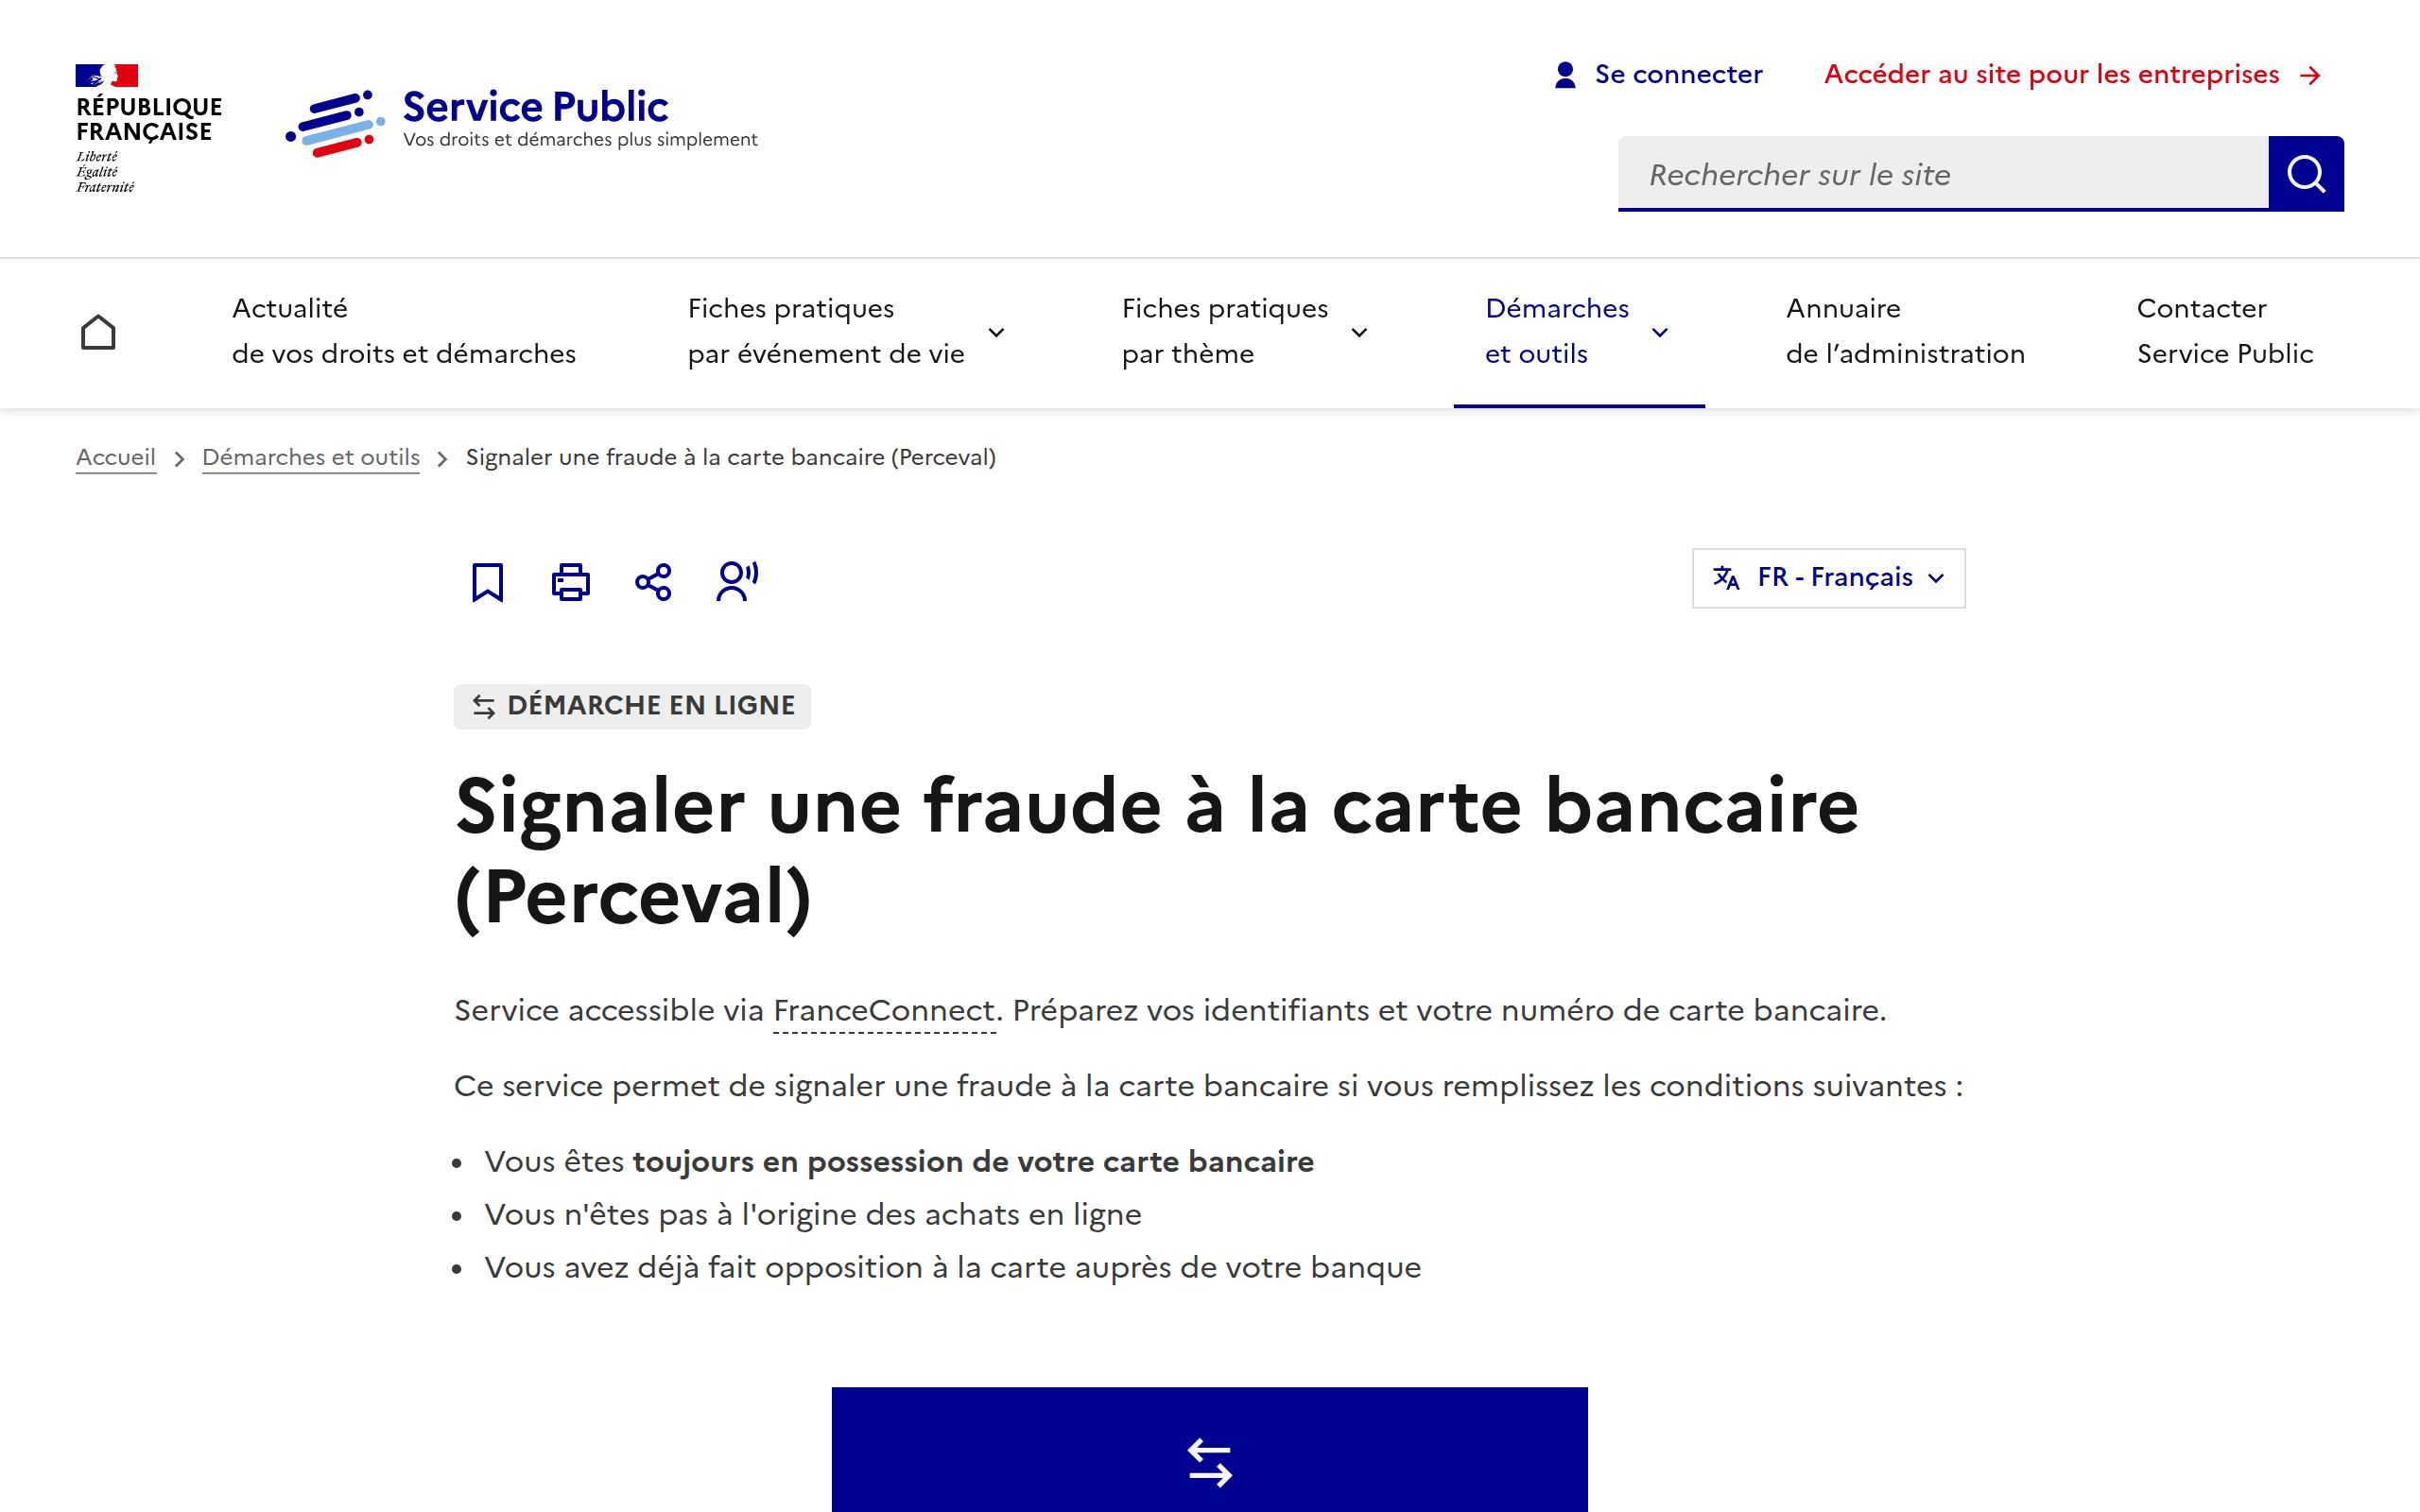 RÉPUBLIQUE
FRANÇAISE
Liberté
Égalité
Fraternité
Service Public
Vos droits et démarches plus simplement
Se connecter
Accéder au site pour les entreprises
Rechercher sur le site
Actualité
de vos droits et démarches
Fiches pratiques
par événement de vie
Fiches pratiques
par thème
Démarches
et outils
Annuaire
de l’administration
Contacter
Service Public
Accueil > Démarches et outils > Signaler une fraude à la carte bancaire (Perceval)
FR - Français
DÉMARCHE EN LIGNE
Signaler une fraude à la carte bancaire
(Perceval)
Service accessible via FranceConnect. Préparez vos identifiants et votre numéro de carte bancaire.
Ce service permet de signaler une fraude à la carte bancaire si vous remplissez les conditions suivantes :
• Vous êtes toujours en possession de votre carte bancaire
• Vous n'êtes pas à l'origine des achats en ligne
• Vous avez déjà fait opposition à la carte auprès de votre banque